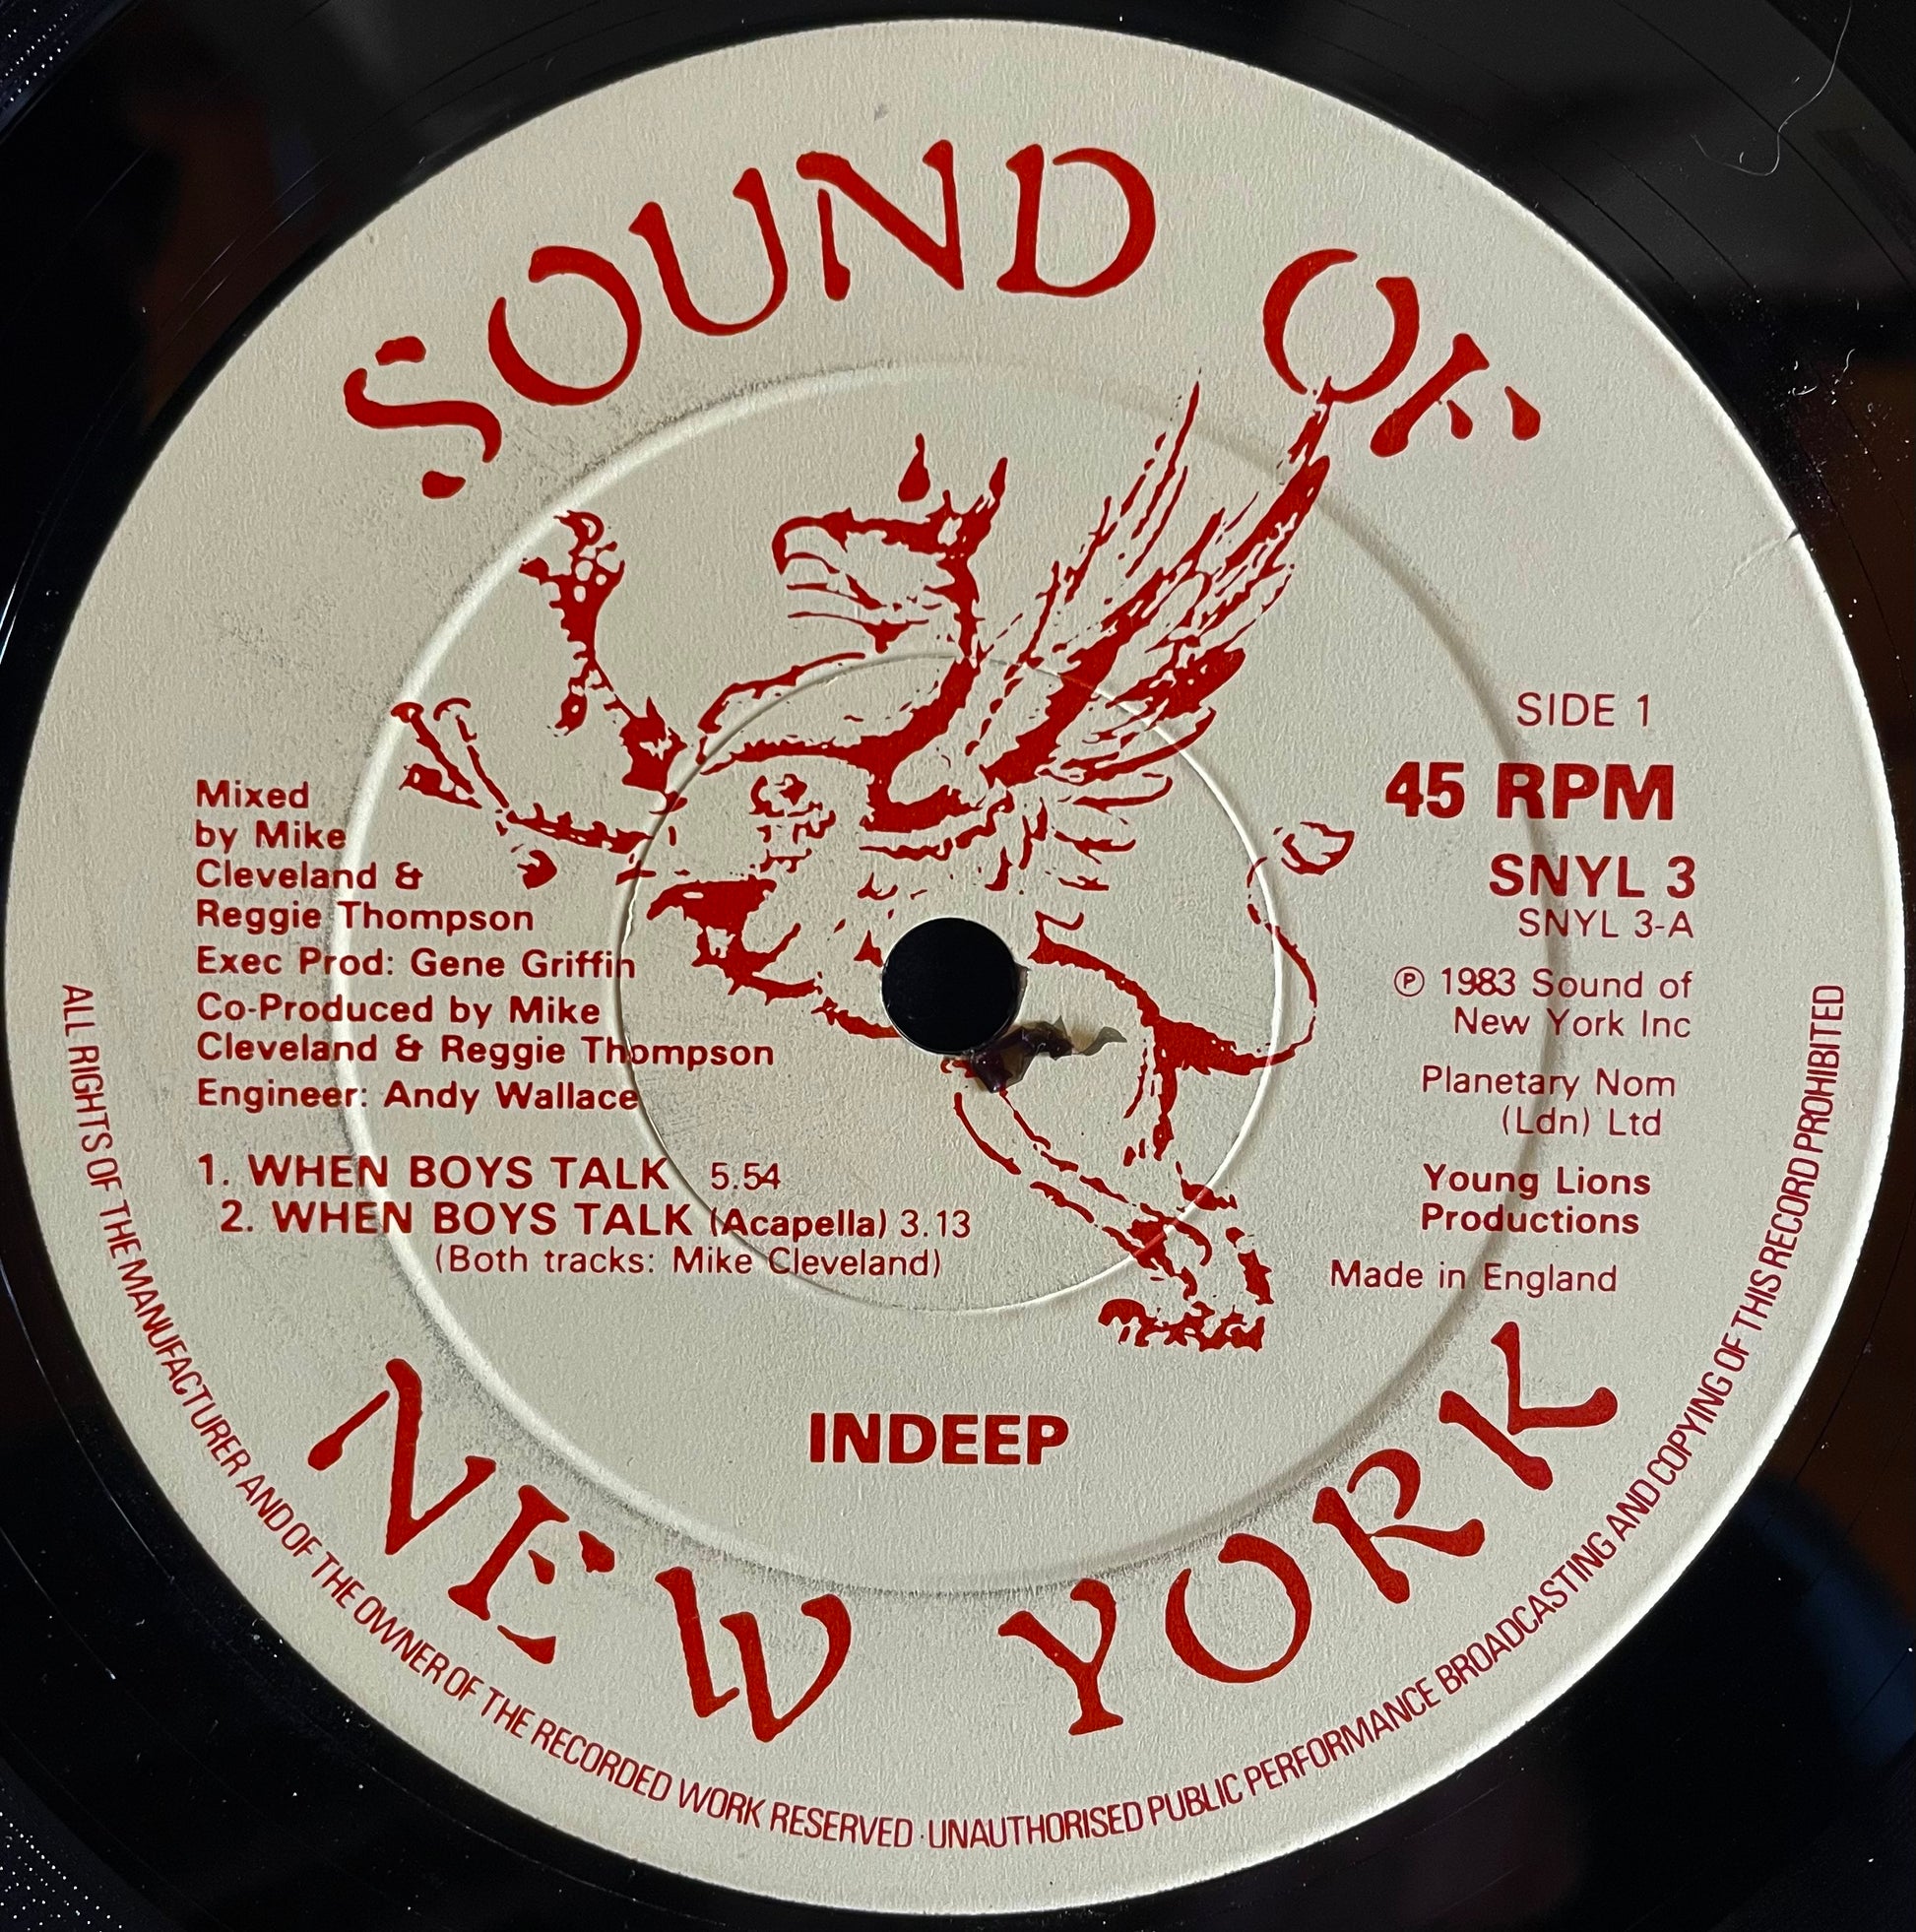 SOUND OF
SIDE 1
45 RPM
SNYL 3
SNYL 3-A
℗ 1983 Sound of
New York Inc
Planetary Nom
(Ldn) Ltd
Young Lions
Productions
Made in England
Mixed
by Mike
Cleveland &
Reggie Thompson
Exec Prod: Gene Griffin
Co-Produced by Mike
Cleveland & Reggie Thompson
Engineer: Andy Wallace
1. WHEN BOYS TALK 5.54
2. WHEN BOYS TALK (Acapella) 3.13
(Both tracks: Mike Cleveland)
INDEEP
NEW YORK
ALL RIGHTS OF THE MANUFACTURER AND OF THE OWNER OF THE RECORDED WORK RESERVED · UNAUTHORISED PUBLIC PERFORMANCE BROADCASTING AND COPYING OF THIS RECORD PROHIBITED